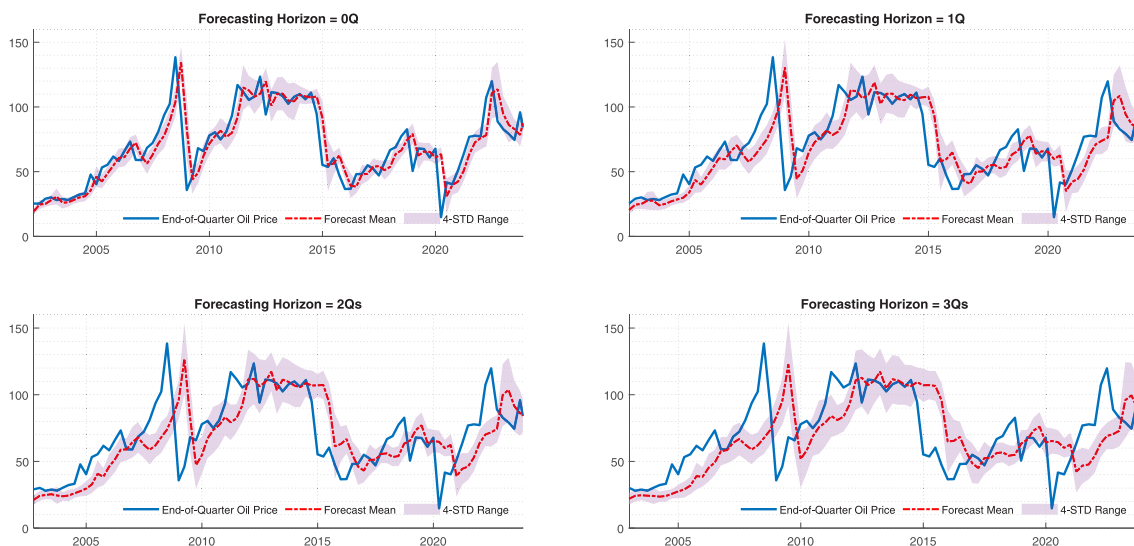 Forecasting Horizon = 0Q
150
100
50
0
End-of-Quarter Oil Price Forecast Mean 4-STD Range
2005 2010 2015 2020
Forecasting Horizon = 1Q
150
100
50
0
End-of-Quarter Oil Price Forecast Mean 4-STD Range
2005 2010 2015 2020
Forecasting Horizon = 2Qs
150
100
50
0
End-of-Quarter Oil Price Forecast Mean 4-STD Range
2005 2010 2015 2020
Forecasting Horizon = 3Qs
150
100
50
0
End-of-Quarter Oil Price Forecast Mean 4-STD Range
2005 2010 2015 2020